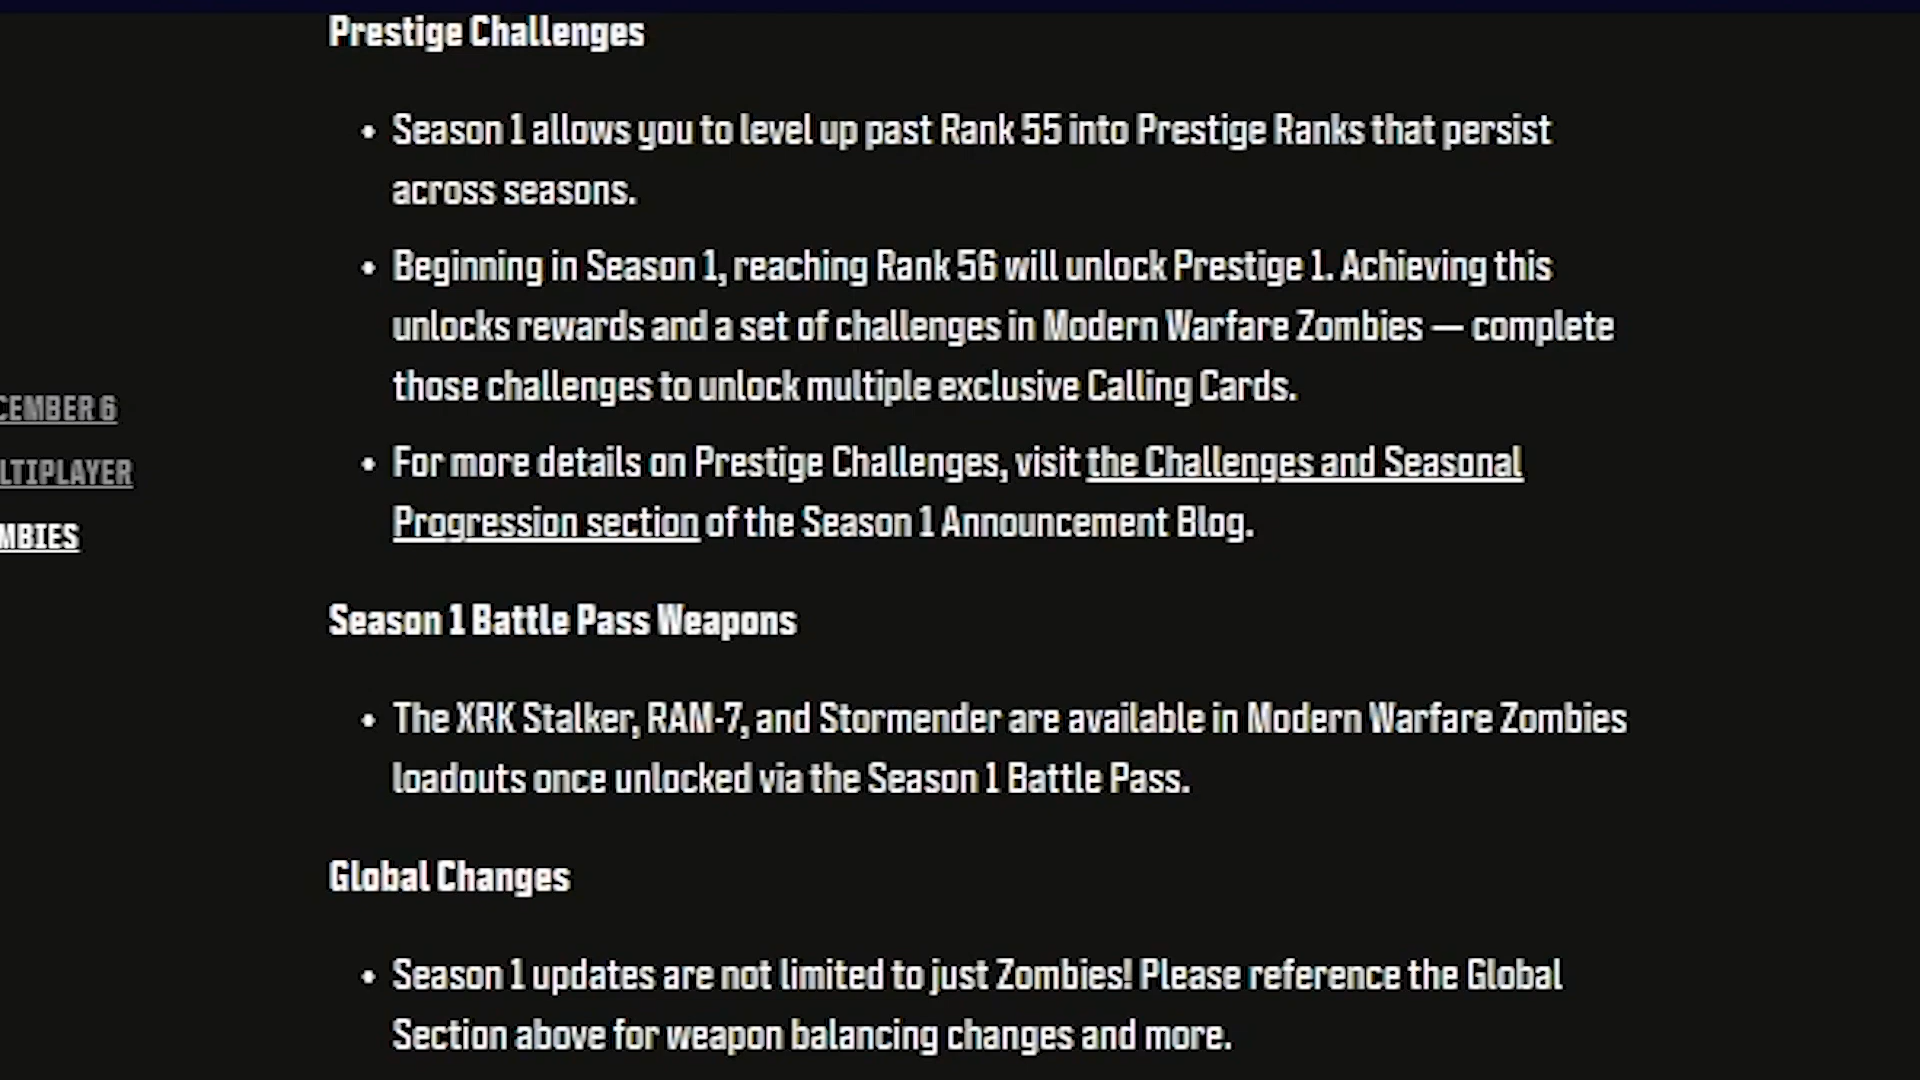 Prestige Challenges
• Season 1 allows you to level up past Rank 55 into Prestige Ranks that persist
across seasons.
• Beginning in Season 1, reaching Rank 56 will unlock Prestige 1. Achieving this
unlocks rewards and a set of challenges in Modern Warfare Zombies — complete
those challenges to unlock multiple exclusive Calling Cards.
CEMBER 6
LTIPLAYER
MBIES
• For more details on Prestige Challenges, visit the Challenges and Seasonal
Progression section of the Season 1 Announcement Blog.
Season 1 Battle Pass Weapons
• The XRK Stalker, RAM-7, and Stormender are available in Modern Warfare Zombies
loadouts once unlocked via the Season 1 Battle Pass.
Global Changes
• Season 1 updates are not limited to just Zombies! Please reference the Global
Section above for weapon balancing changes and more.